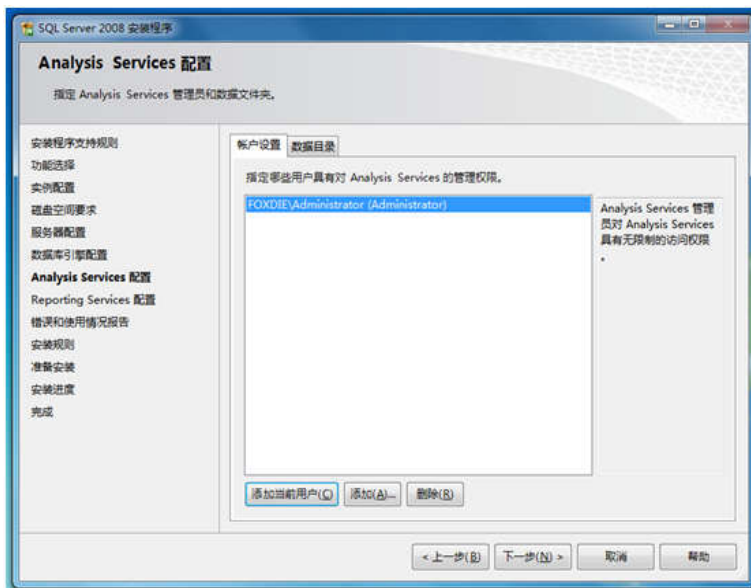 SQL Server 2008 安装程序
Analysis Services 配置
指定 Analysis Services 管理员和数据文件夹。
安装程序支持规则
功能选择
实例配置
磁盘空间要求
服务器配置
数据库引擎配置
Analysis Services 配置
Reporting Services 配置
错误和使用情况报告
安装规则
准备安装
安装进度
完成
帐户设置 数据目录
指定哪些用户具有对 Analysis Services 的管理权限。
FOXDIE\Administrator (Administrator)
Analysis Services 管理
员对 Analysis Services
具有无限制的访问权限
。
添加当前用户(C) 添加(A)... 删除(R)
< 上一步(B) 下一步(N) > 取消 帮助